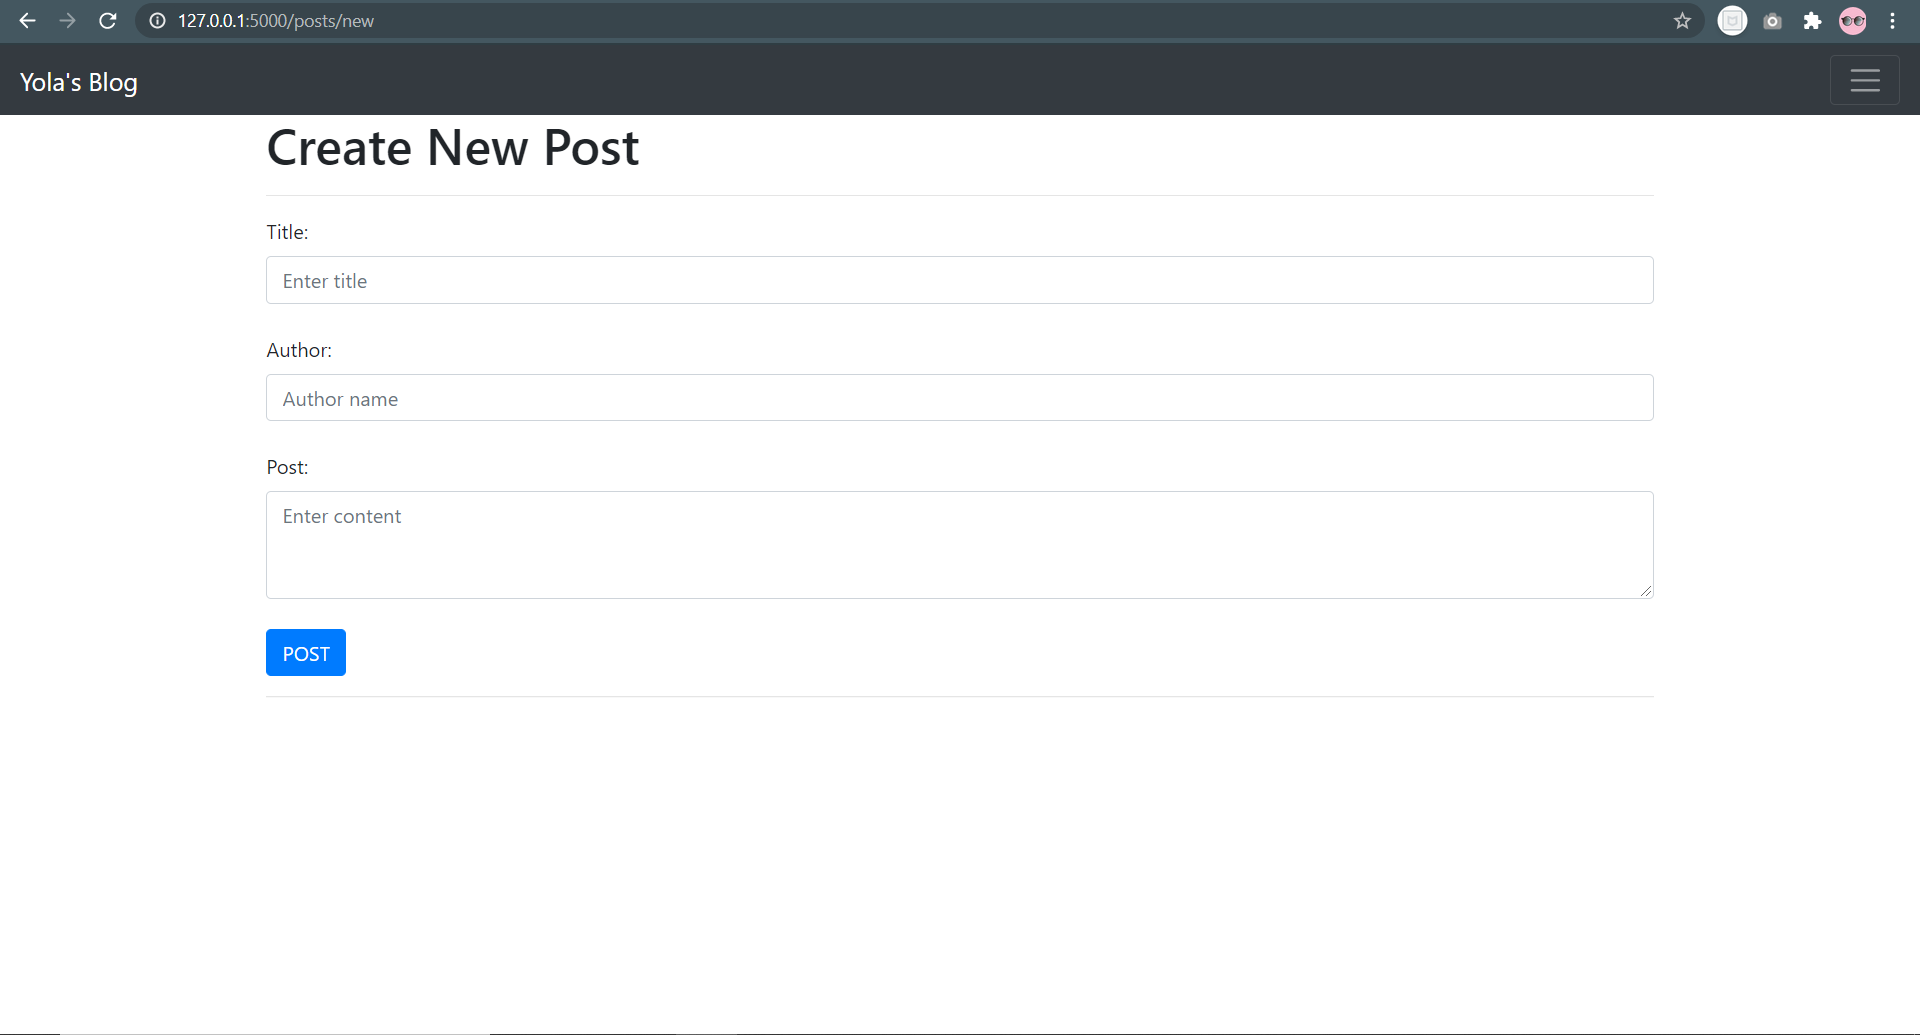 127.0.0.1:5000/posts/new
Yola's Blog
Create New Post
Title:
Enter title
Author:
Author name
Post:
Enter content
POST